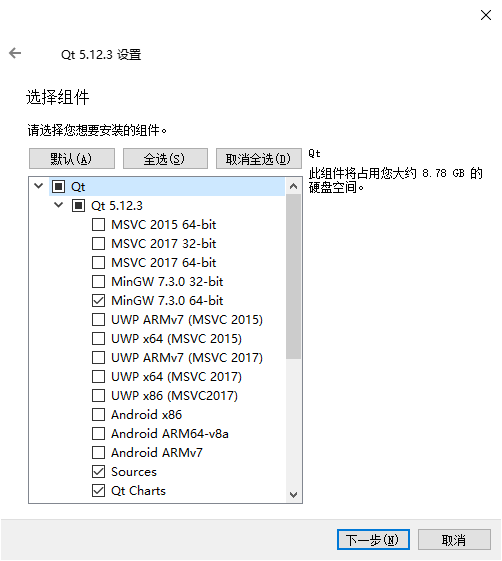 Qt 5.12.3 设置
选择组件
请选择您想要安装的组件。
默认(A) 全选(S) 取消全选(D)
Qt
此组件将占用您大约 8.78 GB 的
硬盘空间。
Qt
Qt 5.12.3
MSVC 2015 64-bit
MSVC 2017 32-bit
MSVC 2017 64-bit
MinGW 7.3.0 32-bit
MinGW 7.3.0 64-bit
UWP ARMv7 (MSVC 2015)
UWP x64 (MSVC 2015)
UWP ARMv7 (MSVC 2017)
UWP x64 (MSVC 2017)
UWP x86 (MSVC2017)
Android x86
Android ARM64-v8a
Android ARMv7
Sources
Qt Charts
下一步(N) 取消